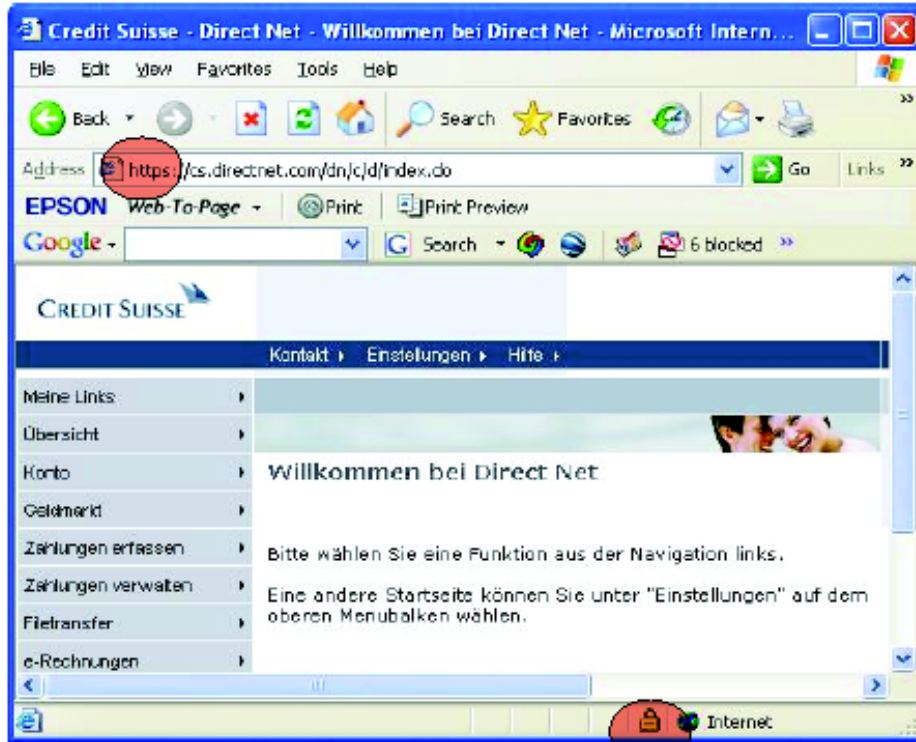 Credit Suisse - Direct Net - Willkommen bei Direct Net - Microsoft Intern...
File Edit View Favorites Tools Help
Back Search Favorites
Address https://cs.directnet.com/dn/c/d/index.do Go Links
EPSON Web-To-Page Print Print Preview
Google Search 6 blocked
CREDIT SUISSE
Kontakt Einstellungen Hilfe
Meine Links
Übersicht
Konto
Geldmarkt
Zahlungen erfassen
Zahlungen verwalten
Filetransfer
e-Rechnungen
Willkommen bei Direct Net
Bitte wählen Sie eine Funktion aus der Navigation links.
Eine andere Startseite können Sie unter "Einstellungen" auf dem
oberen Menubalken wählen.
Internet